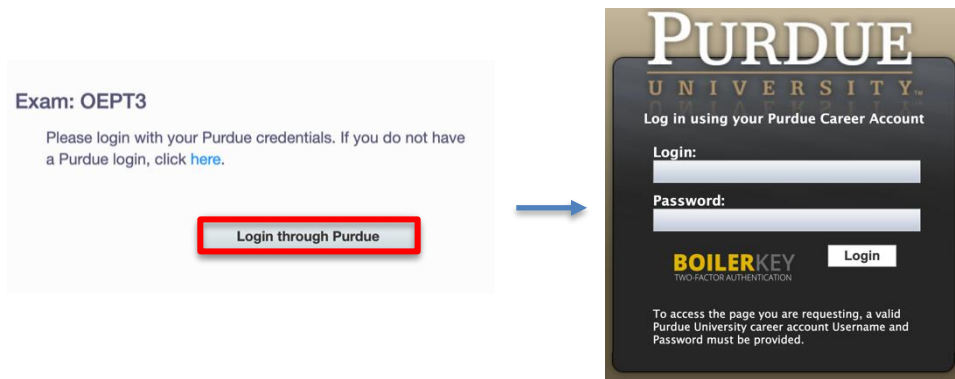 Exam: OEPT3
Please login with your Purdue credentials. If you do not have
a Purdue login, click here.
Login through Purdue
PURDUE
UNIVERSITY™
Log in using your Purdue Career Account
Login:
Password:
BOILERKEY
TWO-FACTOR AUTHENTICATION
Login
To access the page you are requesting, a valid
Purdue University career account Username and
Password must be provided.